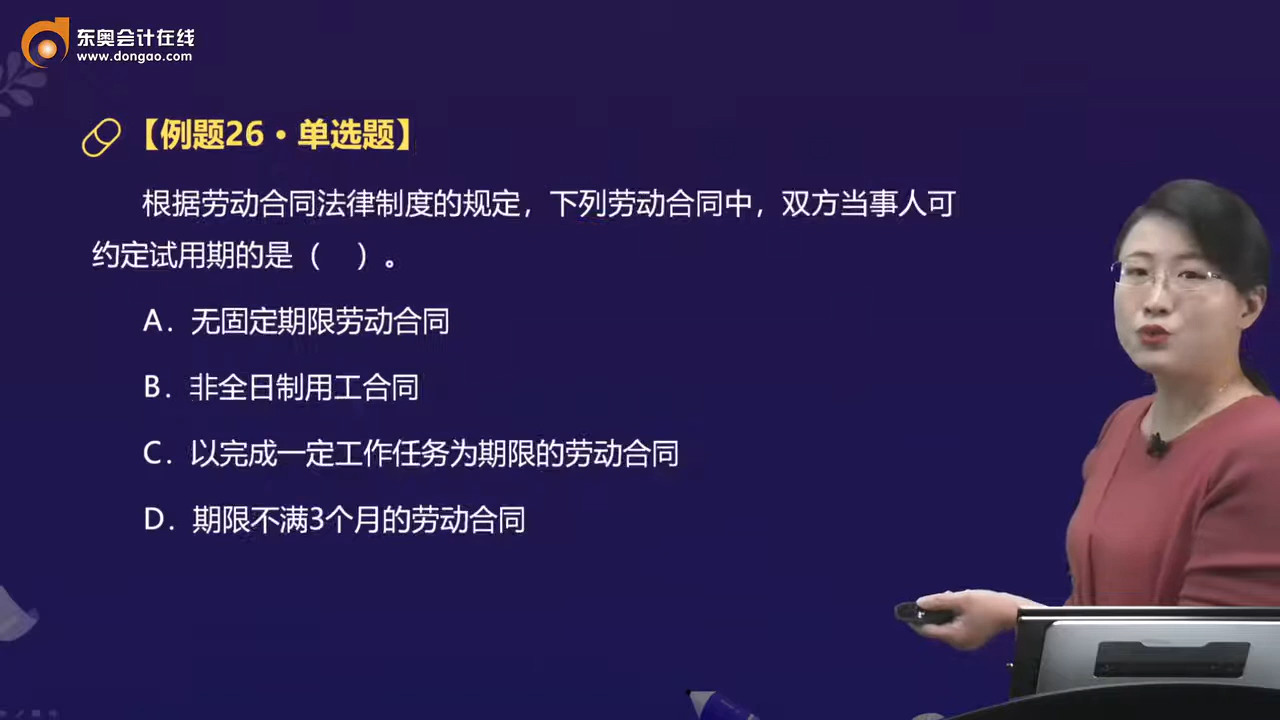 东奥会计在线
www.dongao.com
【例题26·单选题】
根据劳动合同法律制度的规定，下列劳动合同中，双方当事人可
约定试用期的是（　）。
A．无固定期限劳动合同
B．非全日制用工合同
C．以完成一定工作任务为期限的劳动合同
D．期限不满3个月的劳动合同